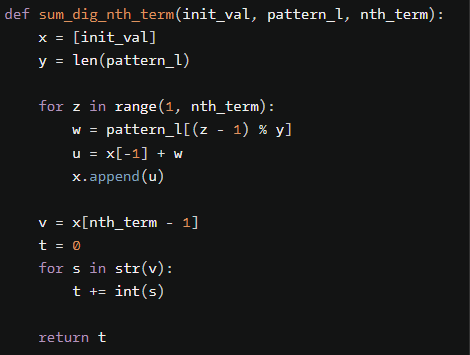 def sum_dig_nth_term(init_val, pattern_l, nth_term):
    x = [init_val]
    y = len(pattern_l)

    for z in range(1, nth_term):
        w = pattern_l[(z - 1) % y]
        u = x[-1] + w
        x.append(u)

    v = x[nth_term - 1]
    t = 0
    for s in str(v):
        t += int(s)

    return t